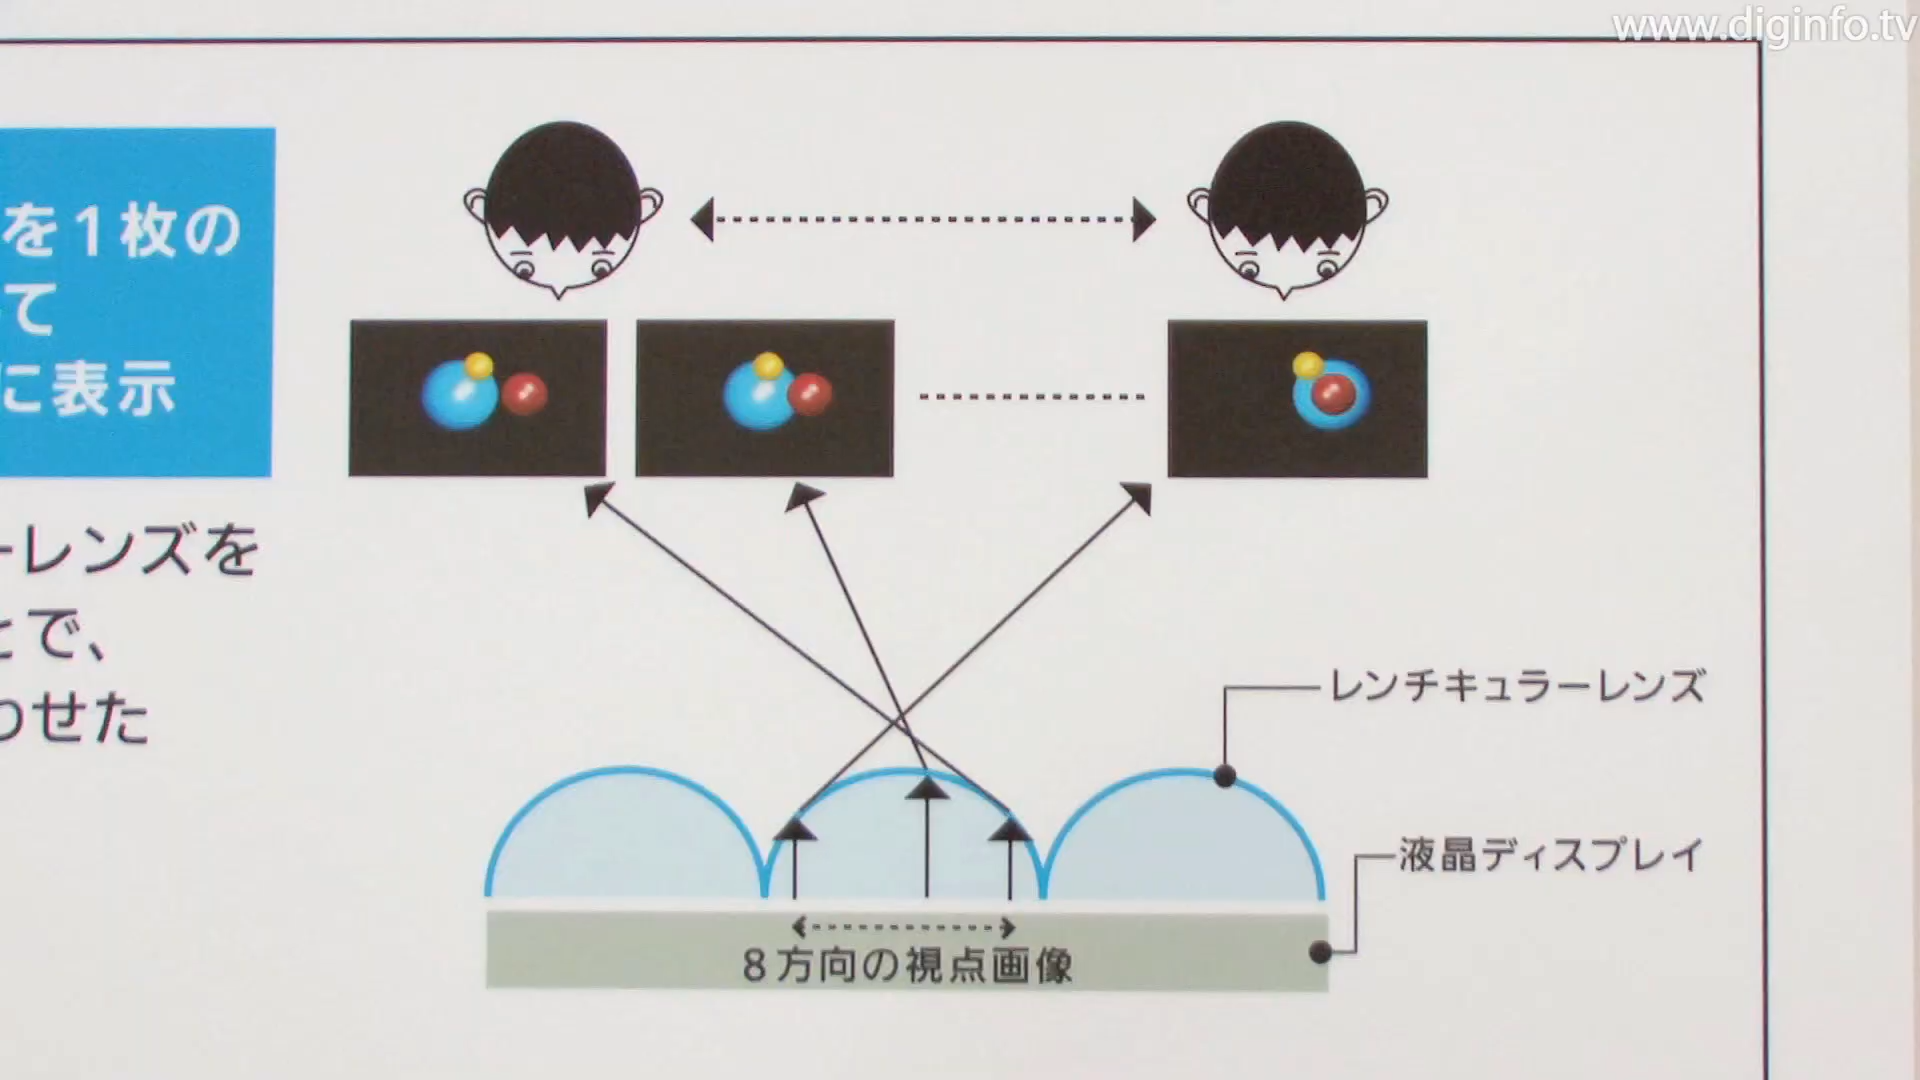 www.diginfo.tv
を1枚の
て
に表示
ーレンズを
とで、
わせた
レンチキュラーレンズ
液晶ディスプレイ
8方向の視点画像